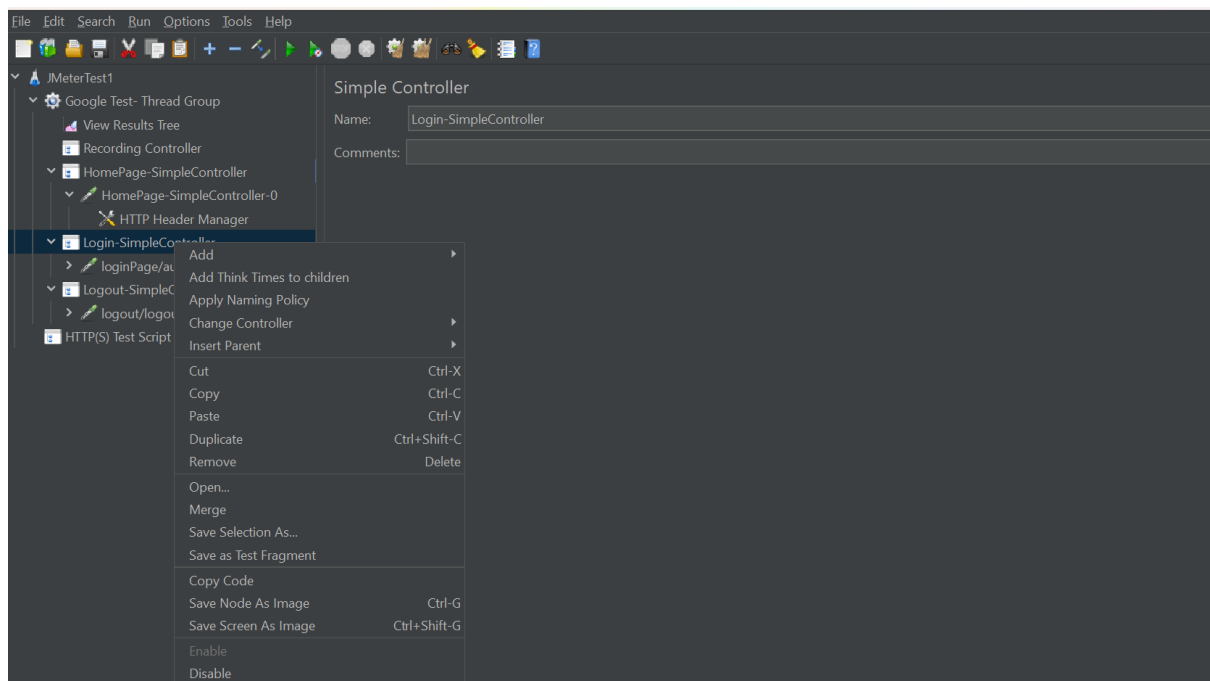 File Edit Search Run Options Tools Help
JMeterTest1
Google Test- Thread Group
View Results Tree
Recording Controller
HomePage-SimpleController
HomePage-SimpleController-0
HTTP Header Manager
Login-SimpleController
loginPage/au
Logout-SimpleC
logout/logou
HTTP(S) Test Script
Simple Controller
Name: Login-SimpleController
Comments:
Add
Add Think Times to children
Apply Naming Policy
Change Controller
Insert Parent
Cut Ctrl-X
Copy Ctrl-C
Paste Ctrl-V
Duplicate Ctrl+Shift-C
Remove Delete
Open...
Merge
Save Selection As...
Save as Test Fragment
Copy Code
Save Node As Image Ctrl-G
Save Screen As Image Ctrl+Shift-G
Enable
Disable